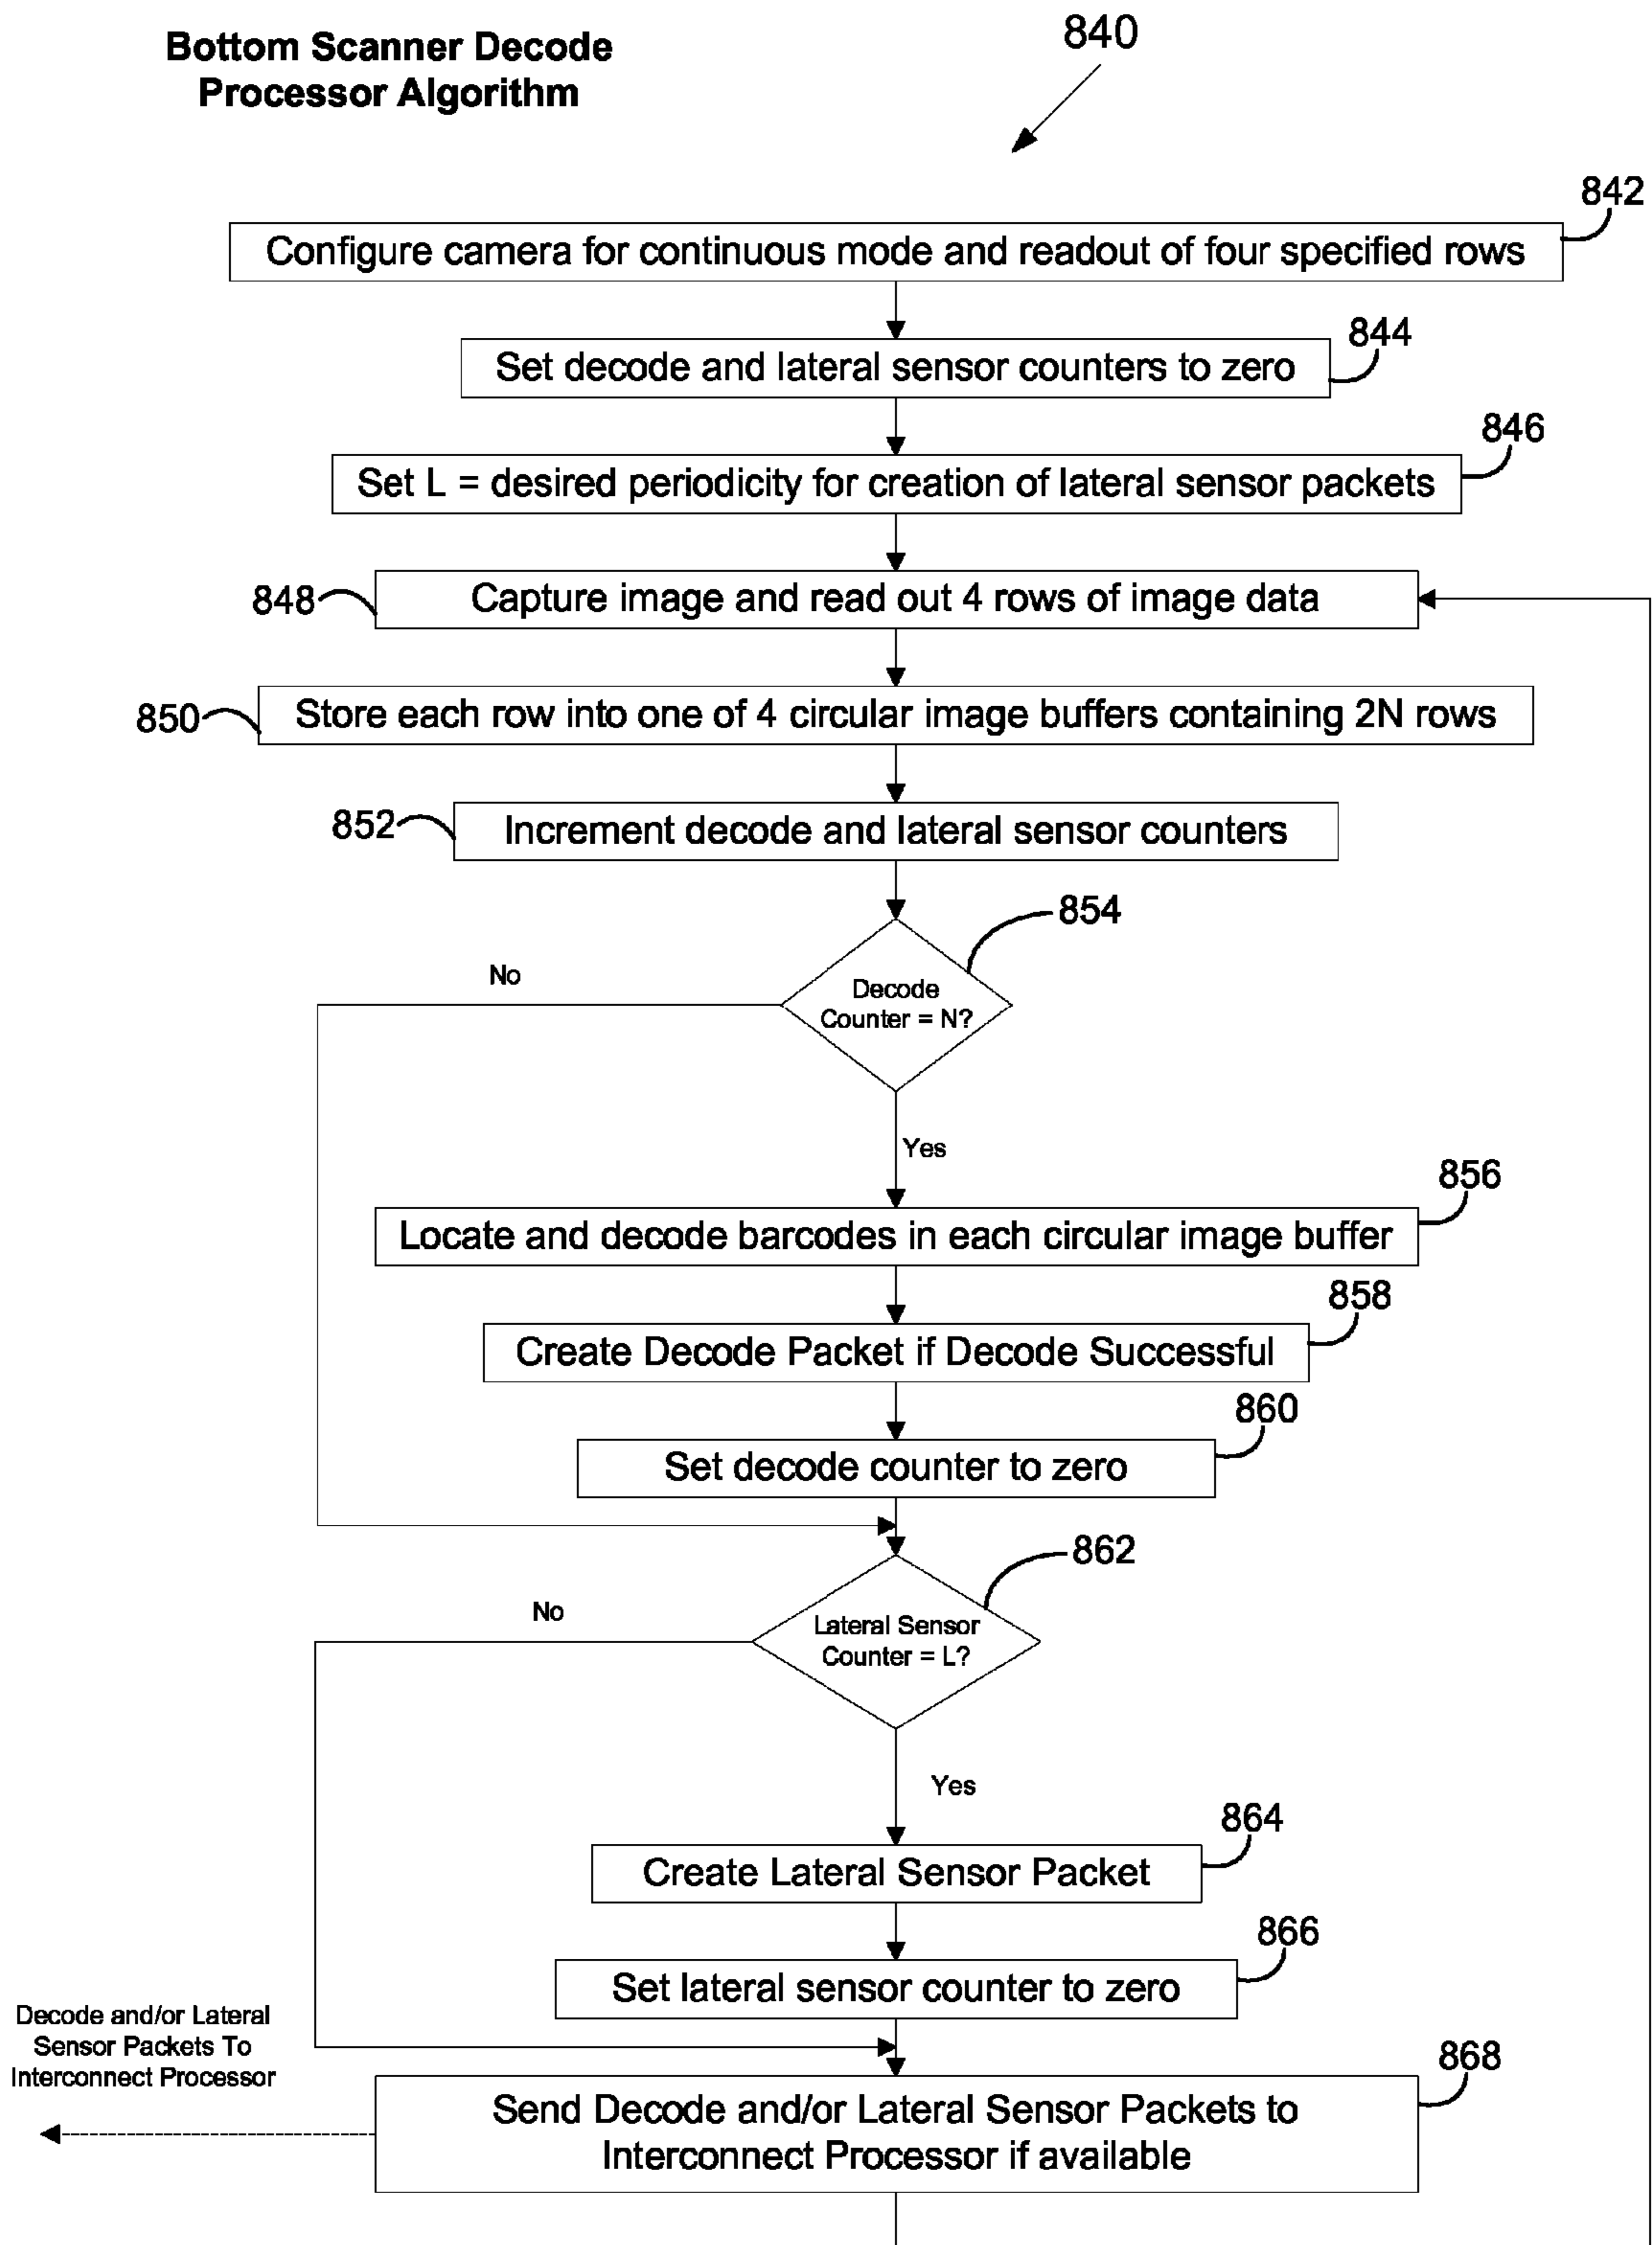 Bottom Scanner Decode
Processor Algorithm
840
842
Configure camera for continuous mode and readout of four specified rows
844
Set decode and lateral sensor counters to zero
846
Set L = desired periodicity for creation of lateral sensor packets
848
Capture image and read out 4 rows of image data
850
Store each row into one of 4 circular image buffers containing 2N rows
852
Increment decode and lateral sensor counters
854
No
Decode
Counter = N?
Yes
856
Locate and decode barcodes in each circular image buffer
858
Create Decode Packet if Decode Successful
860
Set decode counter to zero
862
No
Lateral Sensor
Counter = L?
Yes
864
Create Lateral Sensor Packet
866
Set lateral sensor counter to zero
Decode and/or Lateral
Sensor Packets To
Interconnect Processor
868
Send Decode and/or Lateral Sensor Packets to
Interconnect Processor if available